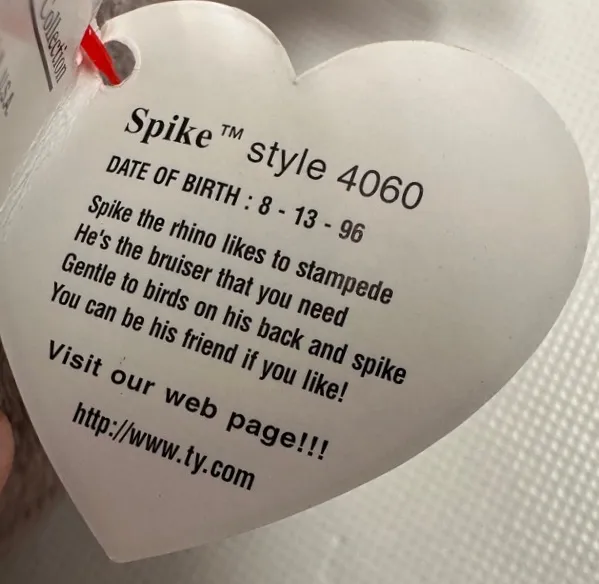 Collection
USA
Spike™ style 4060
DATE OF BIRTH : 8 - 13 - 96
Spike the rhino likes to stampede
He's the bruiser that you need
Gentle to birds on his back and spike
You can be his friend if you like!
Visit our web page!!!
http://www.ty.com